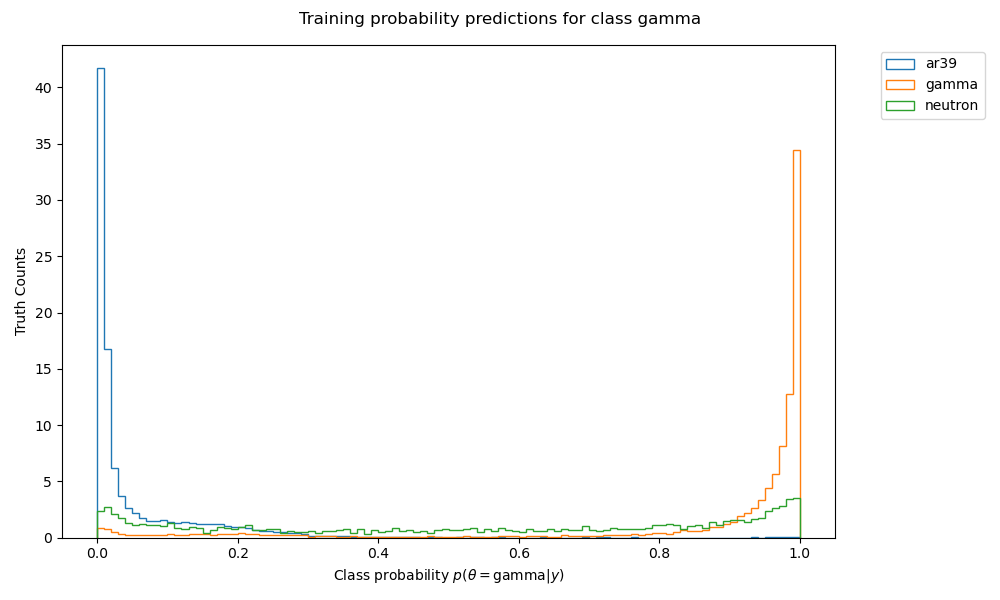 Training probability predictions for class gamma
ar39
gamma
neutron
Truth Counts
40
35
30
25
20
15
10
5
0
0.0 0.2 0.4 0.6 0.8 1.0
Class probability p(θ = gamma|y)